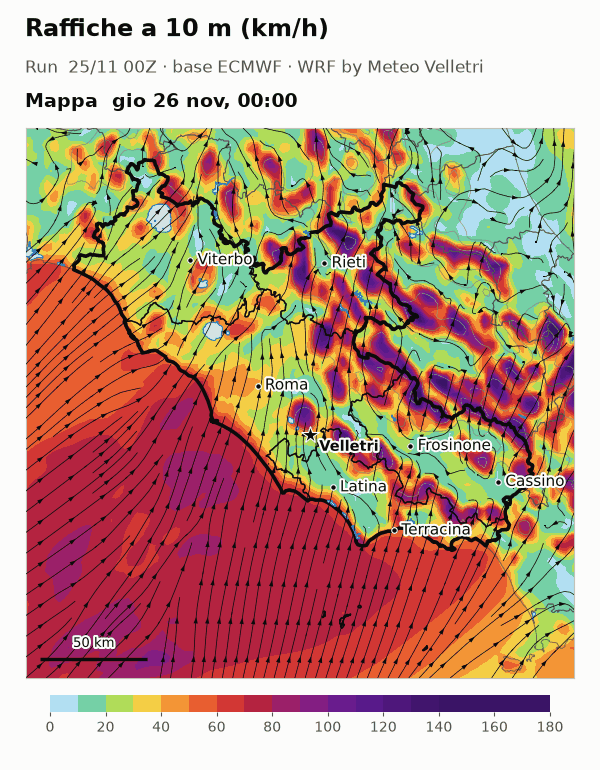 Raffiche a 10 m (km/h)
Run 25/11 00Z · base ECMWF · WRF by Meteo Velletri
Mappa gio 26 nov, 00:00
Viterbo
Rieti
Roma
Velletri
Frosinone
Cassino
Latina
Terracina
50 km
0 20 40 60 80 100 120 140 160 180